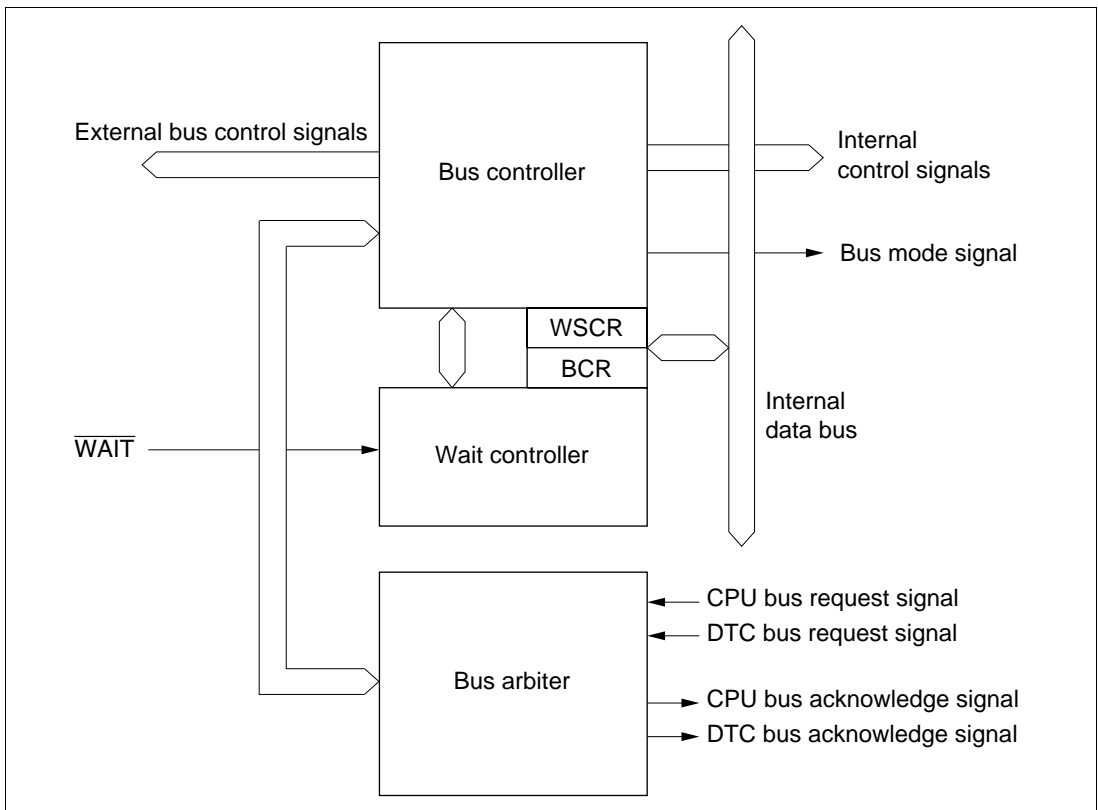 External bus control signals
Bus controller
Internal
control signals
Bus mode signal
WSCR
BCR
Internal
data bus
W̅A̅I̅T̅
Wait controller
CPU bus request signal
DTC bus request signal
Bus arbiter
CPU bus acknowledge signal
DTC bus acknowledge signal